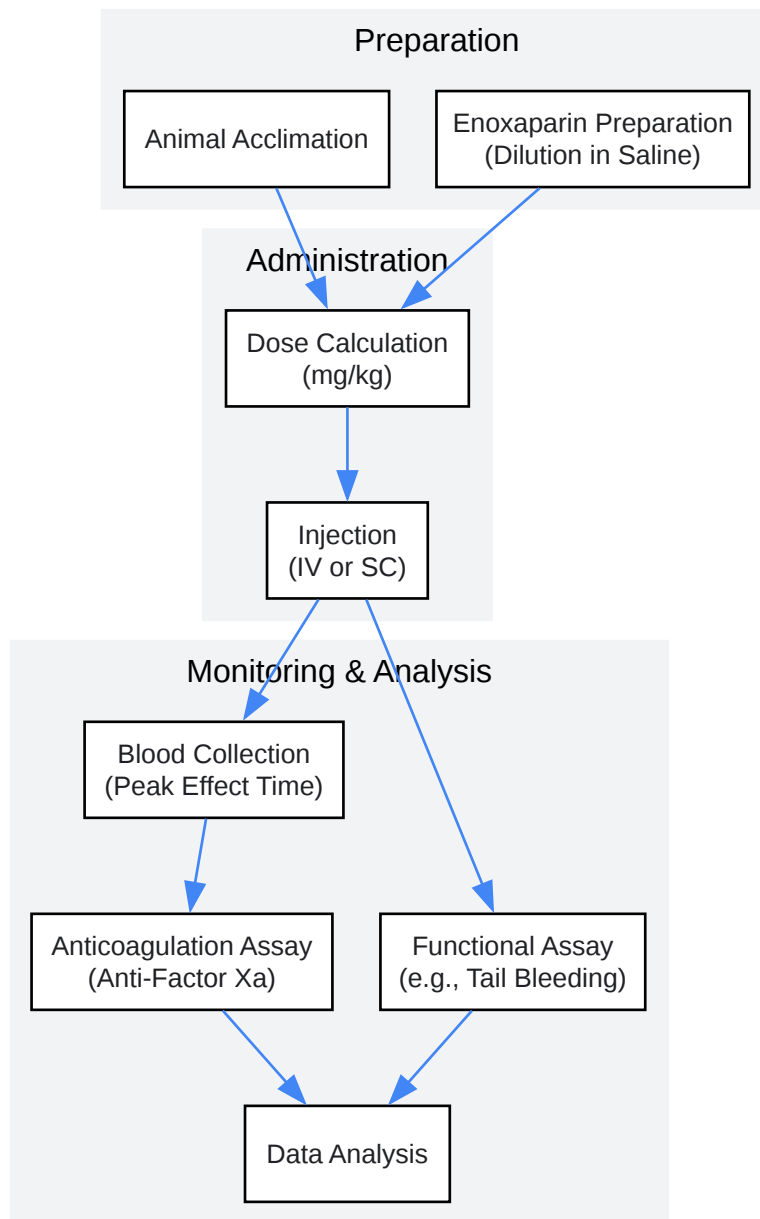 Preparation
Animal Acclimation
Enoxaparin Preparation
(Dilution in Saline)
Administration
Dose Calculation
(mg/kg)
Injection
(IV or SC)
Monitoring & Analysis
Blood Collection
(Peak Effect Time)
Anticoagulation Assay
(Anti-Factor Xa)
Functional Assay
(e.g., Tail Bleeding)
Data Analysis